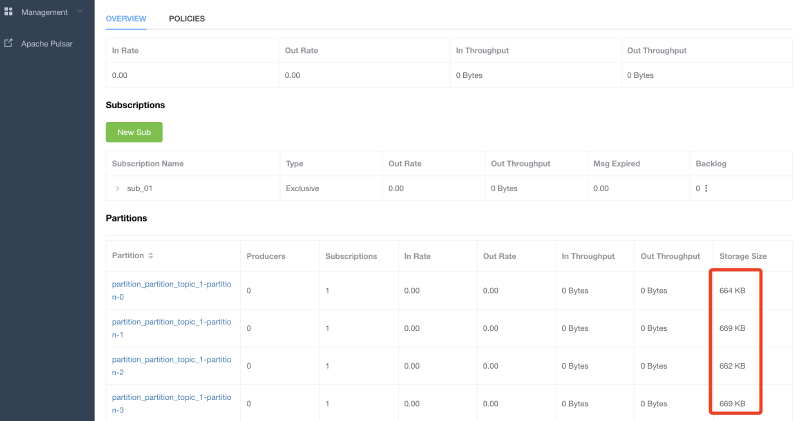 Management
Apache Pulsar
OVERVIEW POLICIES
In Rate Out Rate In Throughput Out Throughput
0.00 0.00 0 Bytes 0 Bytes
Subscriptions
New Sub
Subscription Name Type Out Rate Out Throughput Msg Expired Backlog
sub_01 Exclusive 0.00 0 Bytes 0.00 0
Partitions
Partition Producers Subscriptions In Rate Out Rate In Throughput Out Throughput Storage Size
partition_partition_topic_1-partitio
n-0
0 1 0.00 0.00 0 Bytes 0 Bytes 664 KB
partition_partition_topic_1-partitio
n-1
0 1 0.00 0.00 0 Bytes 0 Bytes 669 KB
partition_partition_topic_1-partitio
n-2
0 1 0.00 0.00 0 Bytes 0 Bytes 662 KB
partition_partition_topic_1-partitio
n-3
0 1 0.00 0.00 0 Bytes 0 Bytes 669 KB